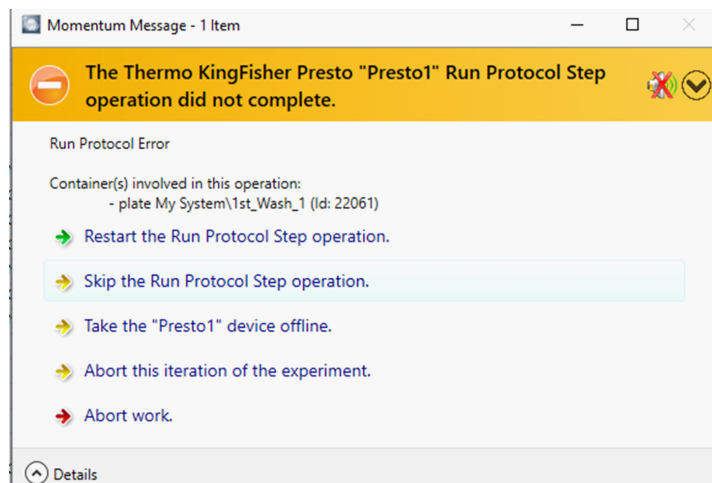 Momentum Message - 1 Item
The Thermo KingFisher Presto "Presto1" Run Protocol Step
operation did not complete.
Run Protocol Error
Container(s) involved in this operation:
- plate My System\1st_Wash_1 (Id: 22061)
Restart the Run Protocol Step operation.
Skip the Run Protocol Step operation.
Take the "Presto1" device offline.
Abort this iteration of the experiment.
Abort work.
Details